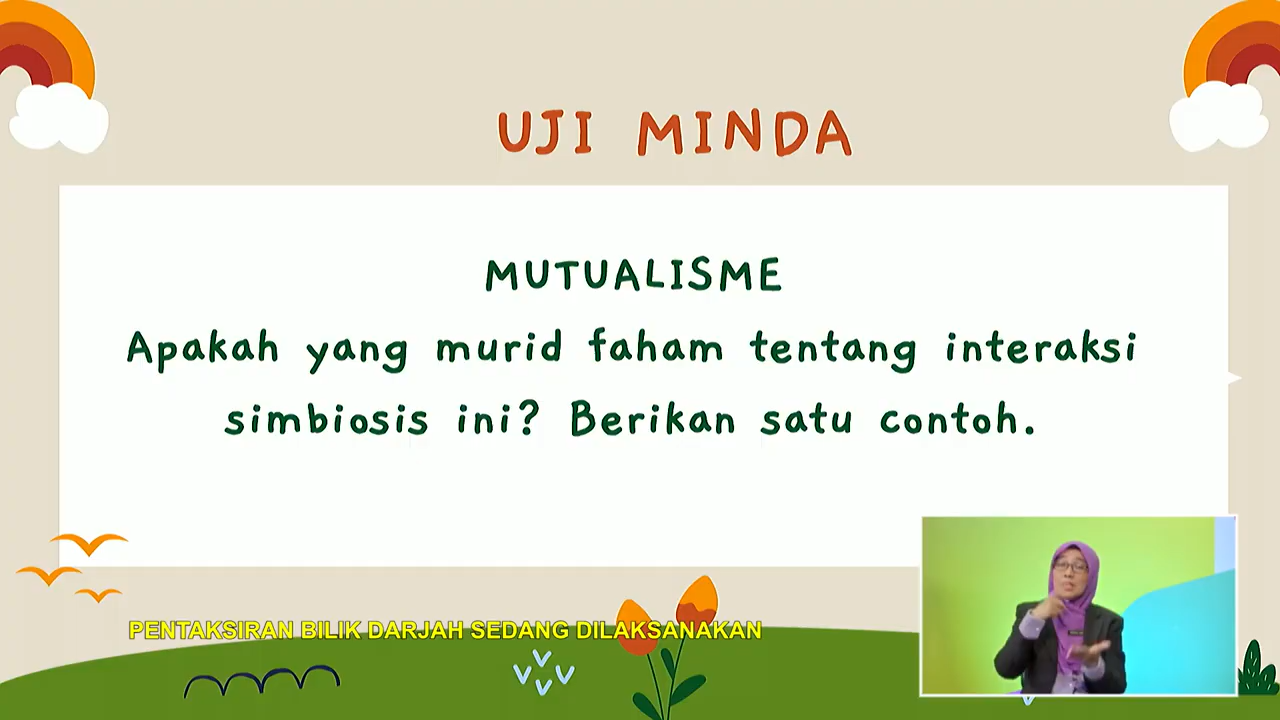 UJI MINDA
MUTUALISME
Apakah yang murid faham tentang interaksi
simbiosis ini? Berikan satu contoh.
PENTAKSIRAN BILIK DARJAH SEDANG DILAKSANAKAN